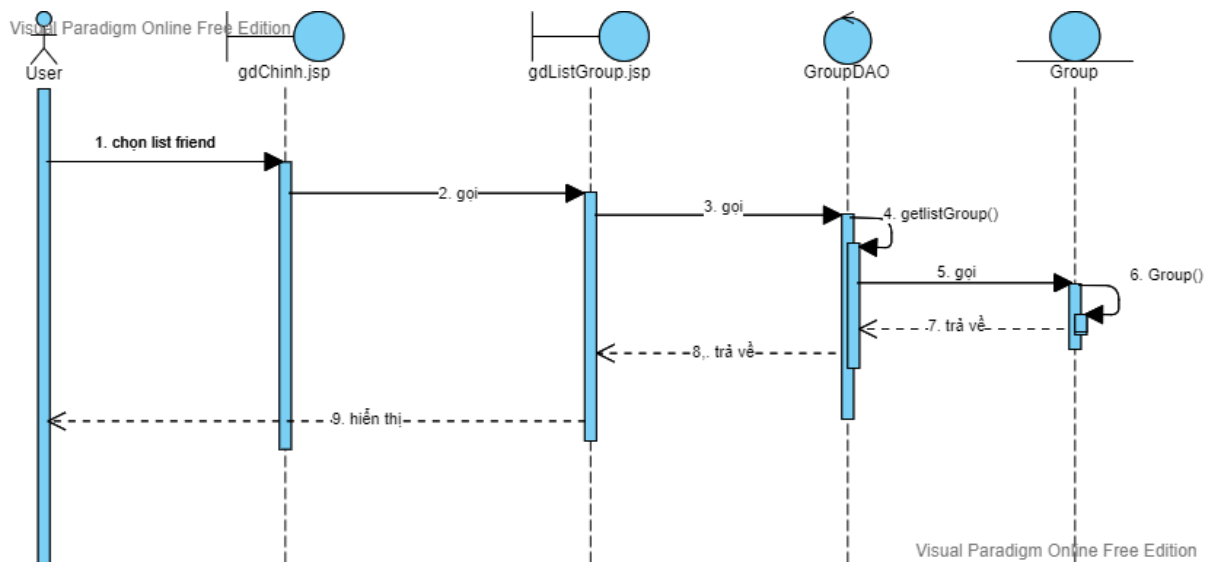 Visual Paradigm Online Free Edition
User
gdChinh.jsp
gdListGroup.jsp
GroupDAO
Group
1. chọn list friend
2. gọi
3. gọi
4. getlistGroup()
5. gọi
6. Group()
7. trả về
8,. trả về
9. hiển thị
Visual Paradigm Online Free Edition